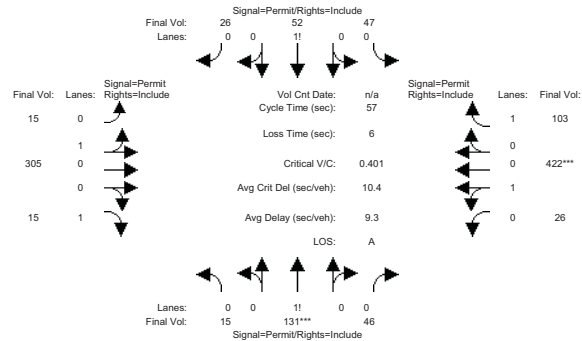 Signal=Permit/Rights=Include
Final Vol: 26 52 47
Lanes: 0 0 1! 0 0
Signal=Permit
Final Vol: Lanes: Rights=Include
Vol Cnt Date: n/a
Signal=Permit
Rights=Include Lanes: Final Vol:
Cycle Time (sec): 57
15 0
1 103
Loss Time (sec): 6
1
0
305 0
Critical V/C: 0.401
0 422***
0
Avg Crit Del (sec/veh): 10.4
1
15 1
Avg Delay (sec/veh): 9.3
0 26
LOS: A
Lanes: 0 0 1! 0 0
Final Vol: 15 131*** 46
Signal=Permit/Rights=Include